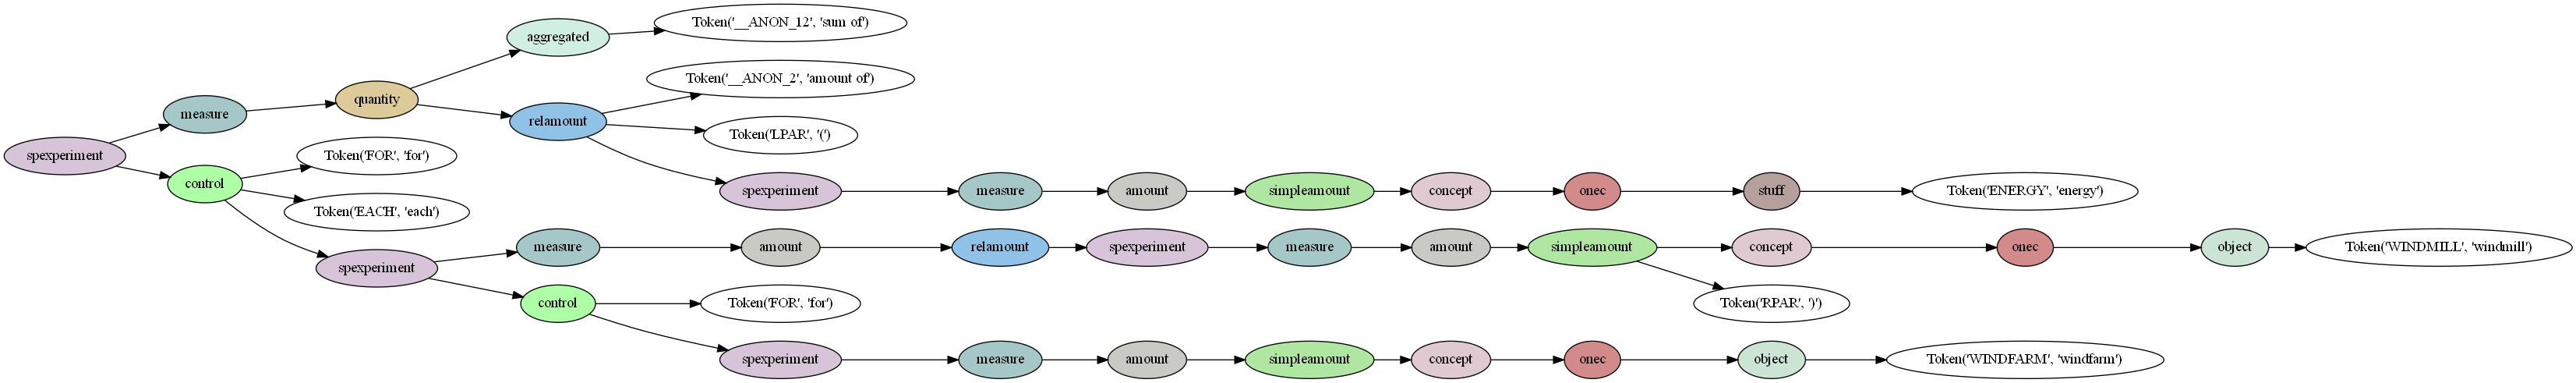 spexperiment
measure
quantity
aggregated
Token('__ANON_12', 'sum of')
relamount
Token('__ANON_2', 'amount of')
Token('LPAR', '(')
spexperiment
measure
amount
simpleamount
concept
onec
stuff
Token('ENERGY', 'energy')
control
Token('FOR', 'for')
Token('EACH', 'each')
spexperiment
measure
amount
relamount
spexperiment
measure
amount
simpleamount
concept
onec
object
Token('WINDMILL', 'windmill')
Token('RPAR', ')')
control
Token('FOR', 'for')
spexperiment
measure
amount
simpleamount
concept
onec
object
Token('WINDFARM', 'windfarm')